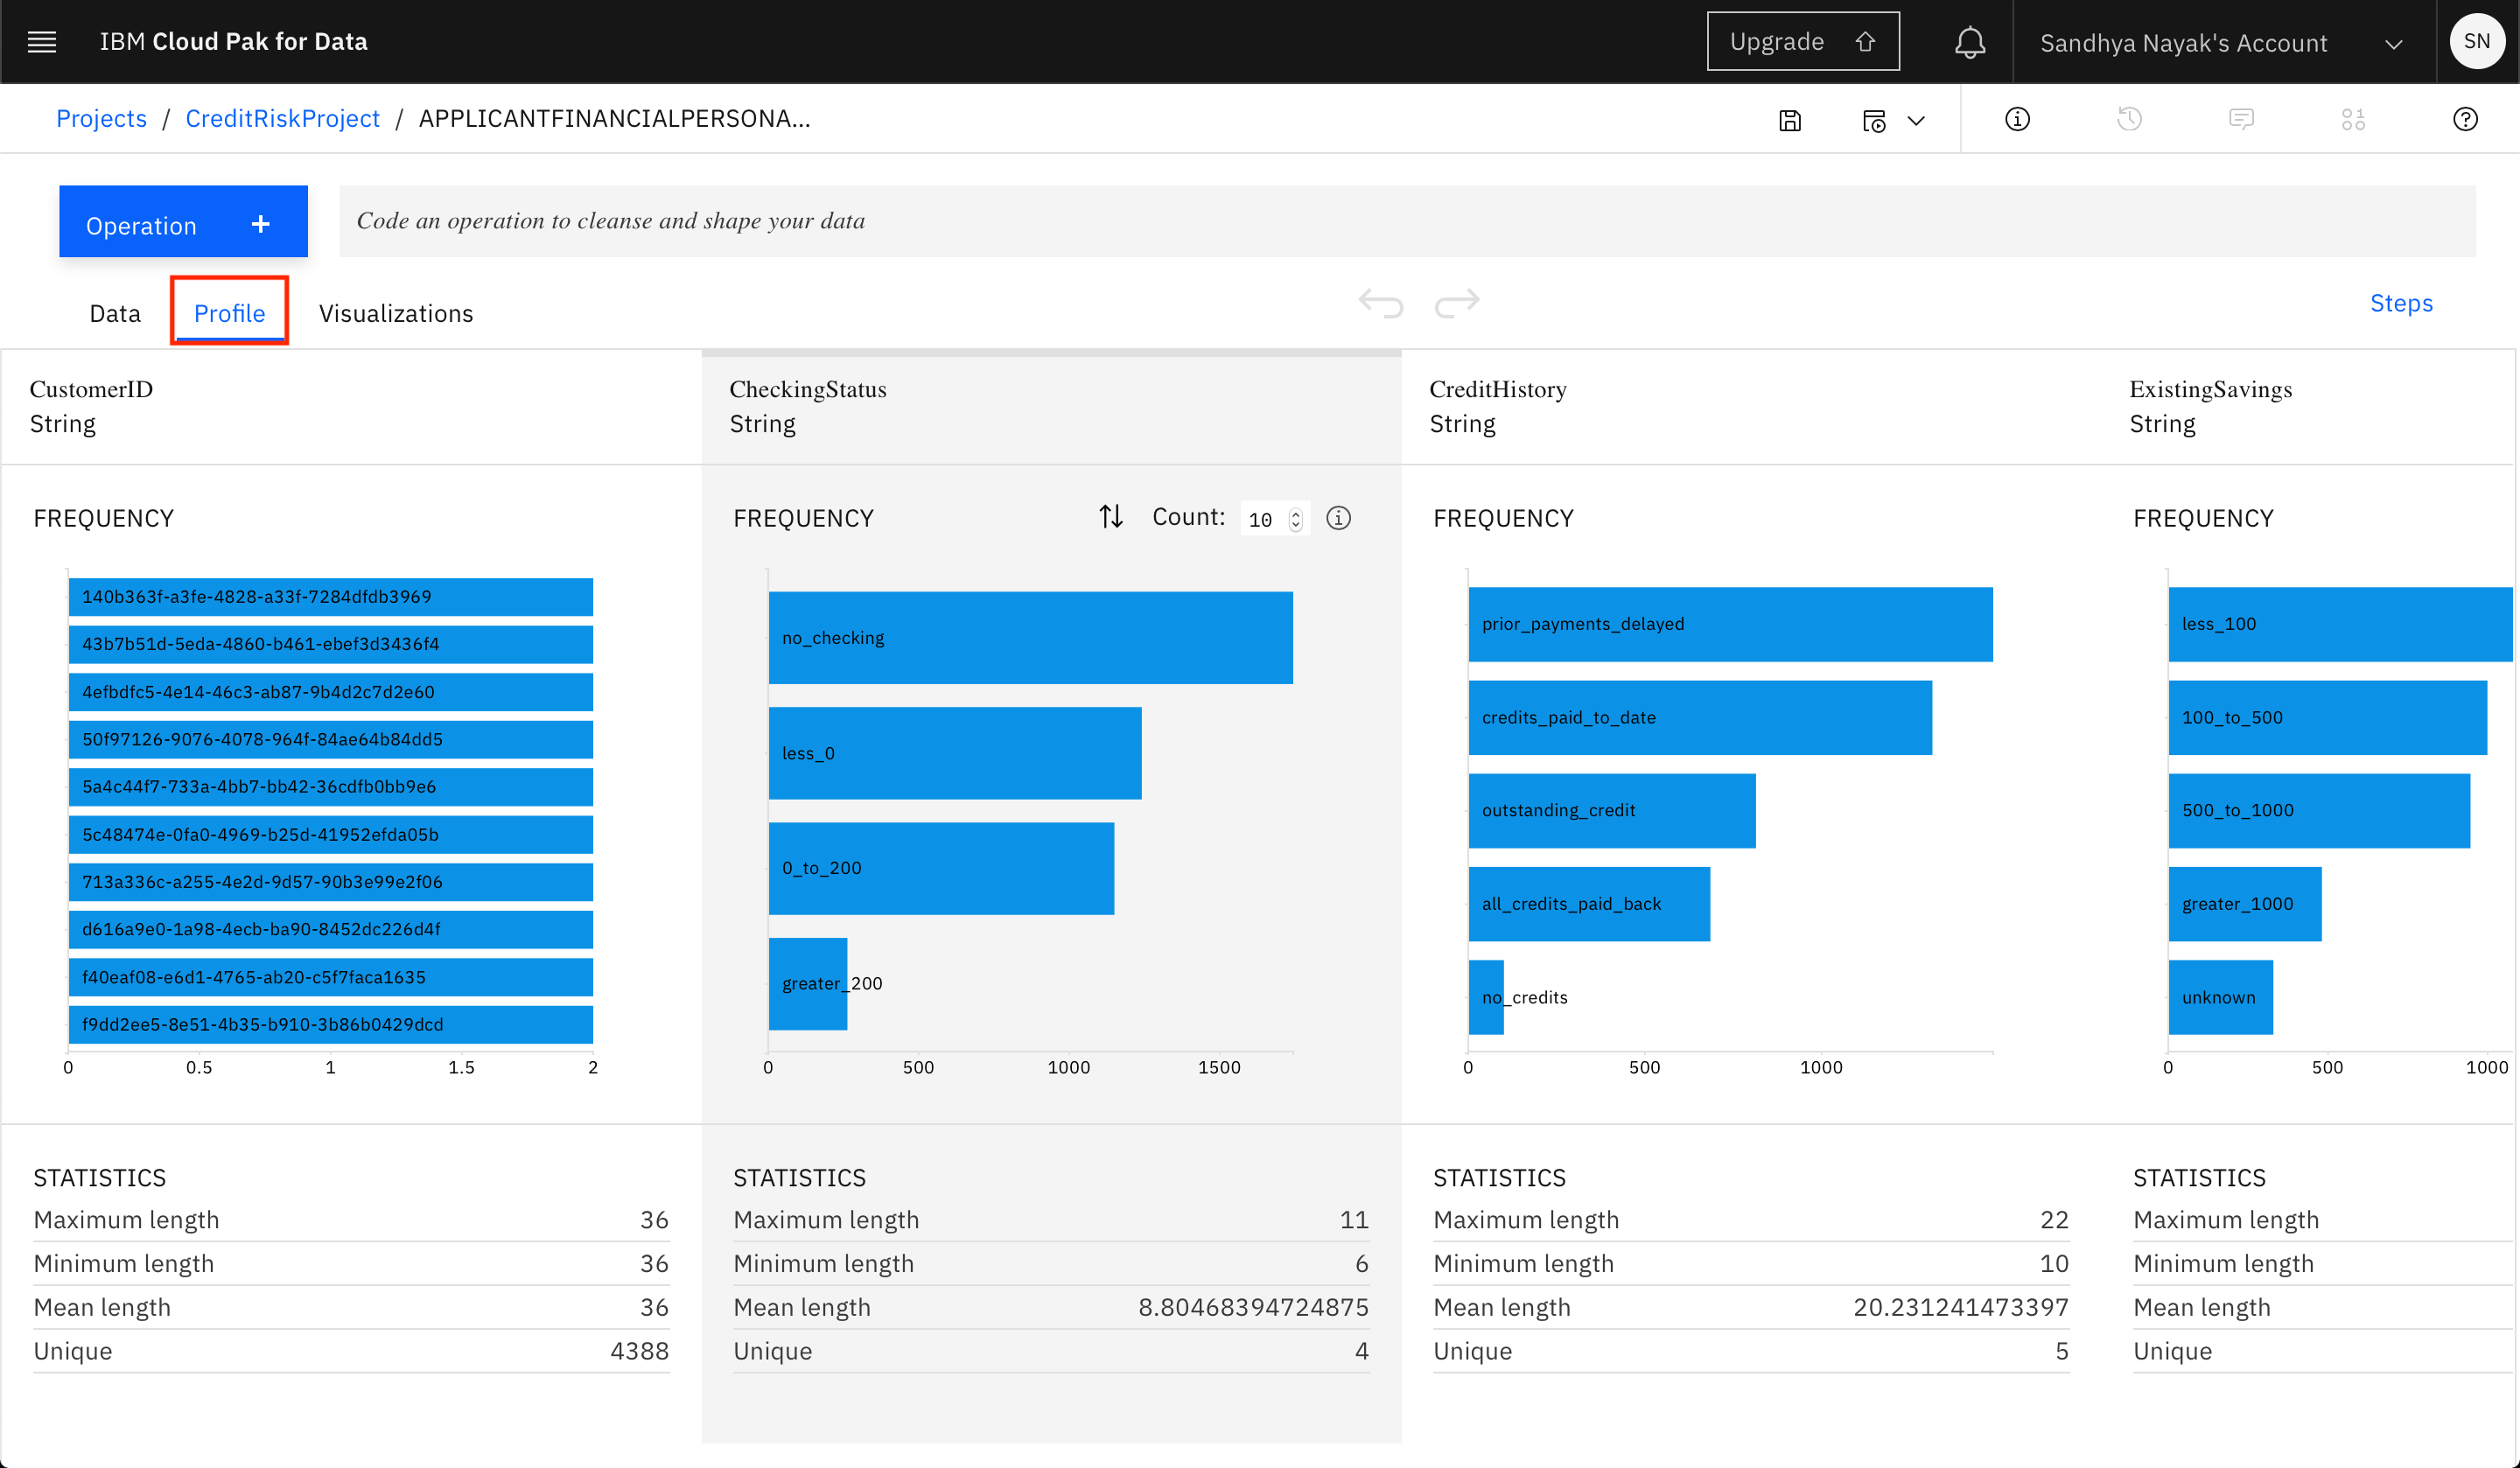 IBM Cloud Pak for Data
Upgrade
Sandhya Nayak's Account
SN
Projects / CreditRiskProject / APPLICANTFINANCIALPERSONA...
Operation +
Code an operation to cleanse and shape your data
Data
Profile
Visualizations
Steps
CustomerID
String
FREQUENCY
140b363f-a3fe-4828-a33f-7284dfdb3969
43b7b51d-5eda-4860-b461-ebef3d3436f4
4efbdfc5-4e14-46c3-ab87-9b4d2c7d2e60
50f97126-9076-4078-964f-84ae64b84dd5
5a4c44f7-733a-4bb7-bb42-36cdfb0bb9e6
5c48474e-0fa0-4969-b25d-41952efda05b
713a336c-a255-4e2d-9d57-90b3e99e2f06
d616a9e0-1a98-4ecb-ba90-8452dc226d4f
f40eaf08-e6d1-4765-ab20-c5f7faca1635
f9dd2ee5-8e51-4b35-b910-3b86b0429dcd
0 0.5 1 1.5 2
STATISTICS
Maximum length 36
Minimum length 36
Mean length 36
Unique 4388
CheckingStatus
String
FREQUENCY
Count: 10
no_checking
less_0
0_to_200
greater_200
0 500 1000 1500
STATISTICS
Maximum length 11
Minimum length 6
Mean length 8.80468394724875
Unique 4
CreditHistory
String
FREQUENCY
prior_payments_delayed
credits_paid_to_date
outstanding_credit
all_credits_paid_back
no_credits
0 500 1000
STATISTICS
Maximum length 22
Minimum length 10
Mean length 20.231241473397
Unique 5
ExistingSavings
String
FREQUENCY
less_100
100_to_500
500_to_1000
greater_1000
unknown
0 500 1000
STATISTICS
Maximum length
Minimum length
Mean length
Unique